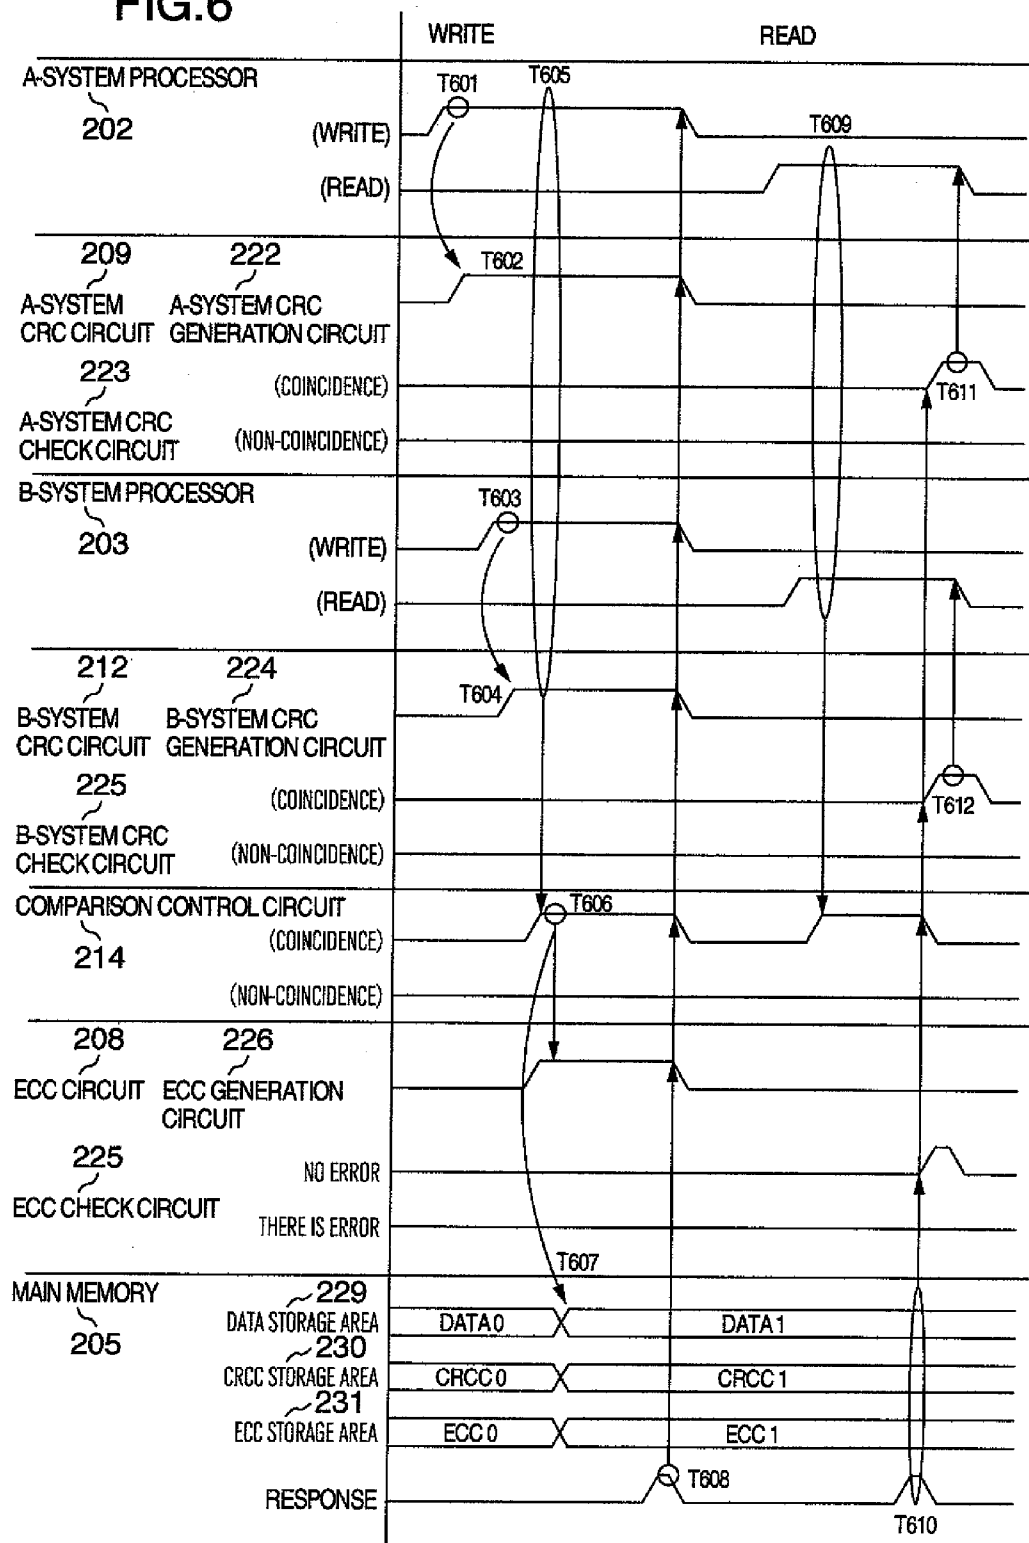 FIG.6
WRITE READ
A-SYSTEM PROCESSOR
202
T601 T605
(WRITE)
T609
(READ)
209 222
T602
A-SYSTEM CRC CIRCUIT A-SYSTEM CRC GENERATION CIRCUIT
223
(COINCIDENCE)
T611
A-SYSTEM CRC
CHECK CIRCUIT
(NON-COINCIDENCE)
B-SYSTEM PROCESSOR
T603
203
(WRITE)
(READ)
212 224
T604
B-SYSTEM CRC CIRCUIT B-SYSTEM CRC GENERATION CIRCUIT
225
(COINCIDENCE)
T612
B-SYSTEM CRC
CHECK CIRCUIT
(NON-COINCIDENCE)
COMPARISON CONTROL CIRCUIT
T606
214
(COINCIDENCE)
(NON-COINCIDENCE)
208 226
ECC CIRCUIT ECC GENERATION
CIRCUIT
225
NO ERROR
ECC CHECK CIRCUIT
THERE IS ERROR
T607
MAIN MEMORY
205
229
DATA STORAGE AREA DATA 0 DATA 1
230
CRCC STORAGE AREA CRCC 0 CRCC 1
231
ECC STORAGE AREA ECC 0 ECC 1
RESPONSE T608
T610